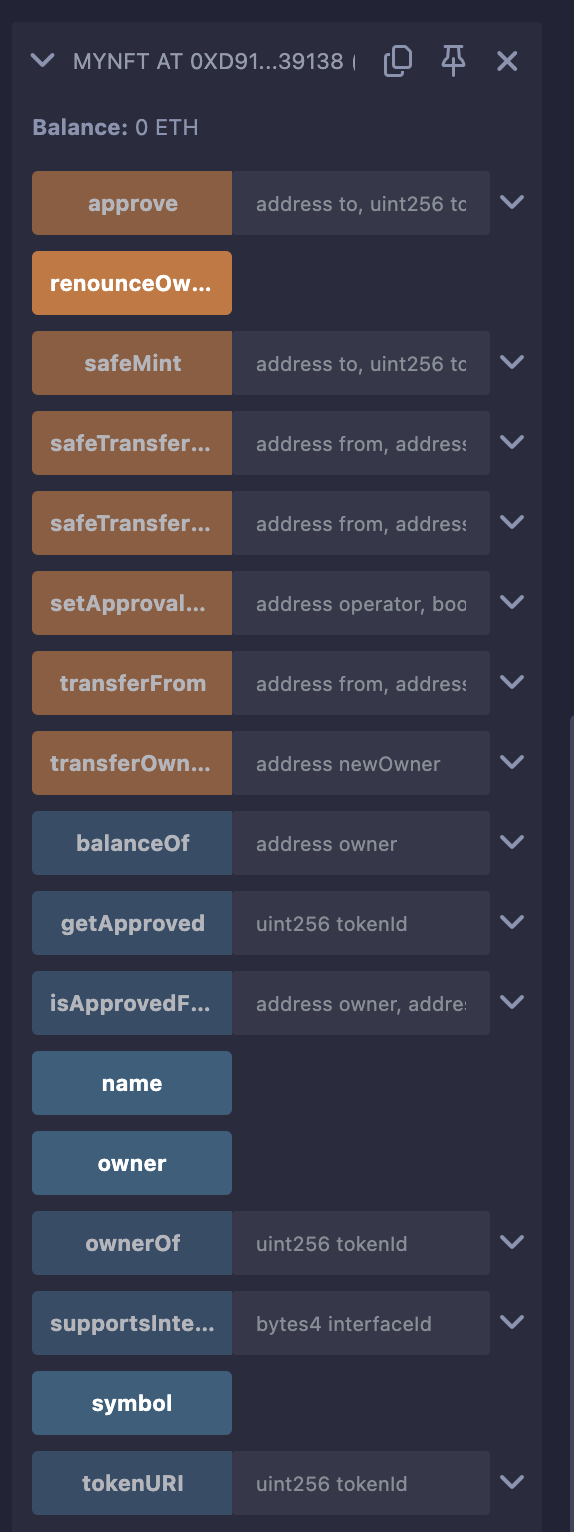 MYNFT AT 0XD91...39138 (
Balance: 0 ETH
approve address to, uint256 to
renounceOw...
safeMint address to, uint256 to
safeTransfer... address from, address
safeTransfer... address from, address
setApproval... address operator, boo
transferFrom address from, address
transferOwn... address newOwner
balanceOf address owner
getApproved uint256 tokenId
isApprovedF... address owner, addre
name
owner
ownerOf uint256 tokenId
supportsInte... bytes4 interfaceId
symbol
tokenURI uint256 tokenId